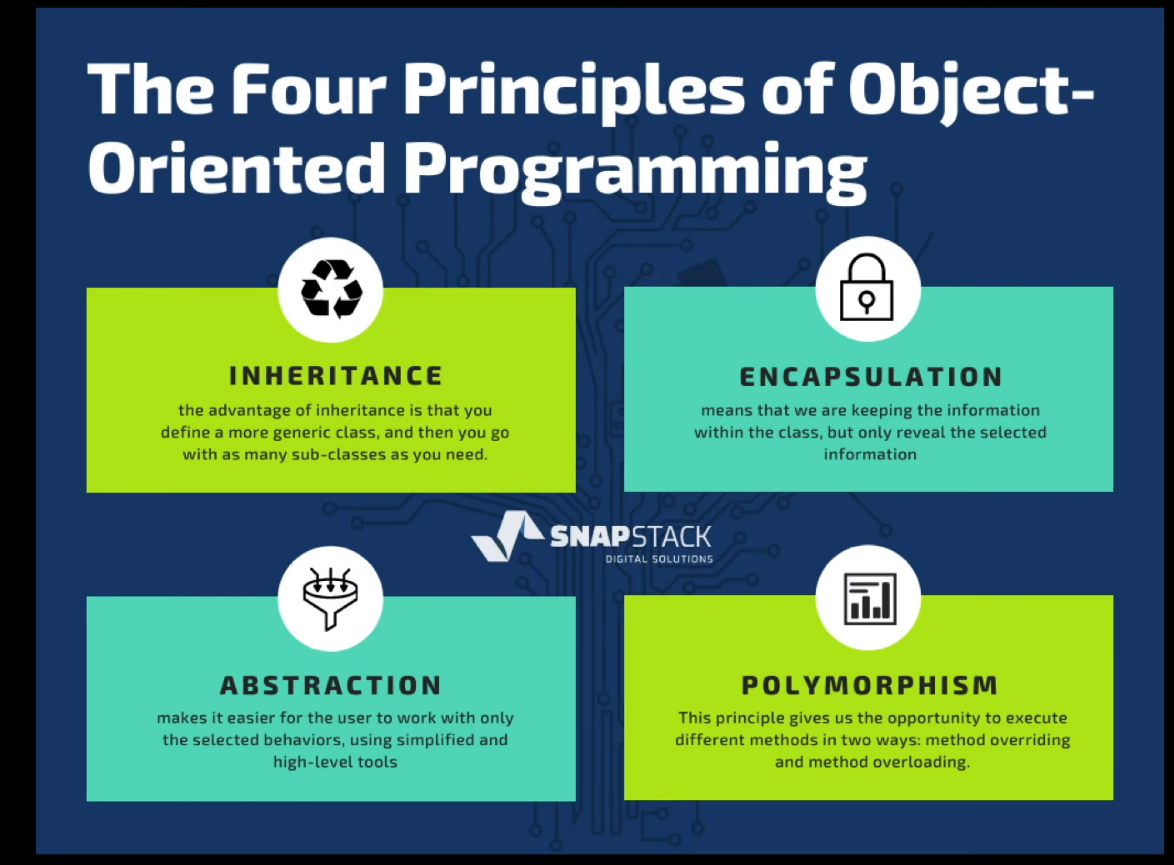 The Four Principles of Object-
Oriented Programming
INHERITANCE
the advantage of inheritance is that you
define a more generic class, and then you go
with as many sub-classes as you need.
ENCAPSULATION
means that we are keeping the information
within the class, but only reveal the selected
information
SNAPSTACK
DIGITAL SOLUTIONS
ABSTRACTION
makes it easier for the user to work with only
the selected behaviors, using simplified and
high-level tools
POLYMORPHISM
This principle gives us the opportunity to execute
different methods in two ways: method overriding
and method overloading.